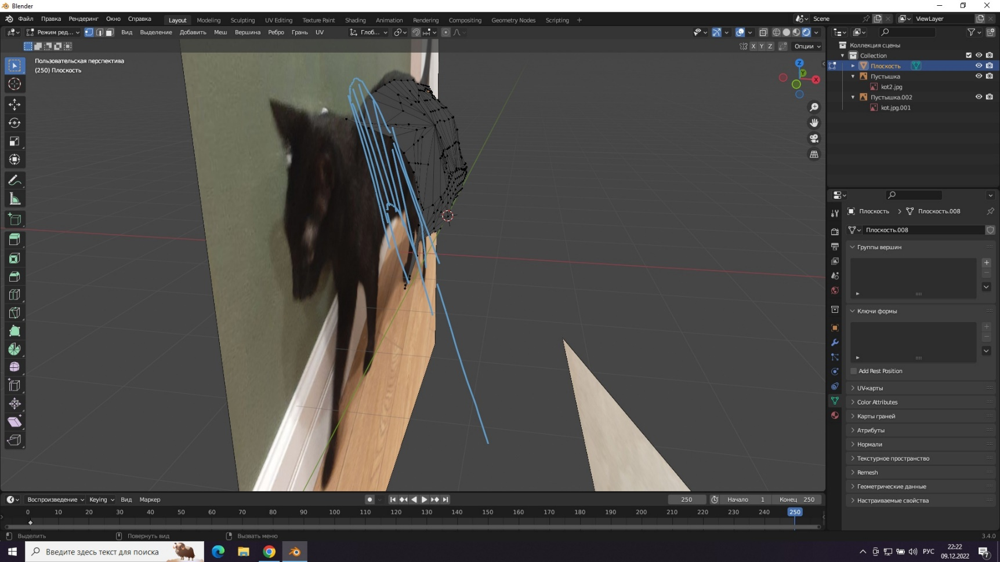 Blender
Файл Правка Рендеринг Окно Справка Layout Modeling Sculpting UV Editing Texture Paint Shading Animation Rendering Compositing Geometry Nodes Scripting + Scene ViewLayer
Режим ред... Вид Выделение Добавить Меш Вершина Ребро Грань UV Глоб...
X Y Z Опции
Пользовательская перспектива
(250) Плоскость
Z
Y
X
Коллекция сцены
Collection
Плоскость
Пустышка
kot2.jpg
Пустышка.002
kot.jpg.001
Плоскость > Плоскость.008
Плоскость.008
Группы вершин
Ключи формы
Add Rest Position
UV-карты
Color Attributes
Карты граней
Атрибуты
Нормали
Текстурное пространство
Remesh
Геометрические данные
Настраиваемые свойства
Воспроизведение Keying Вид Маркер 250 Начало 1 Конец 250
0 10 20 30 40 50 60 70 80 90 100 110 120 130 140 150 160 170 180 190 200 210 220 230 240 250
Выделить Повернуть вид Вызвать меню 3.4.0
Введите здесь текст для поиска
РУС
22:22
09.12.2022
7